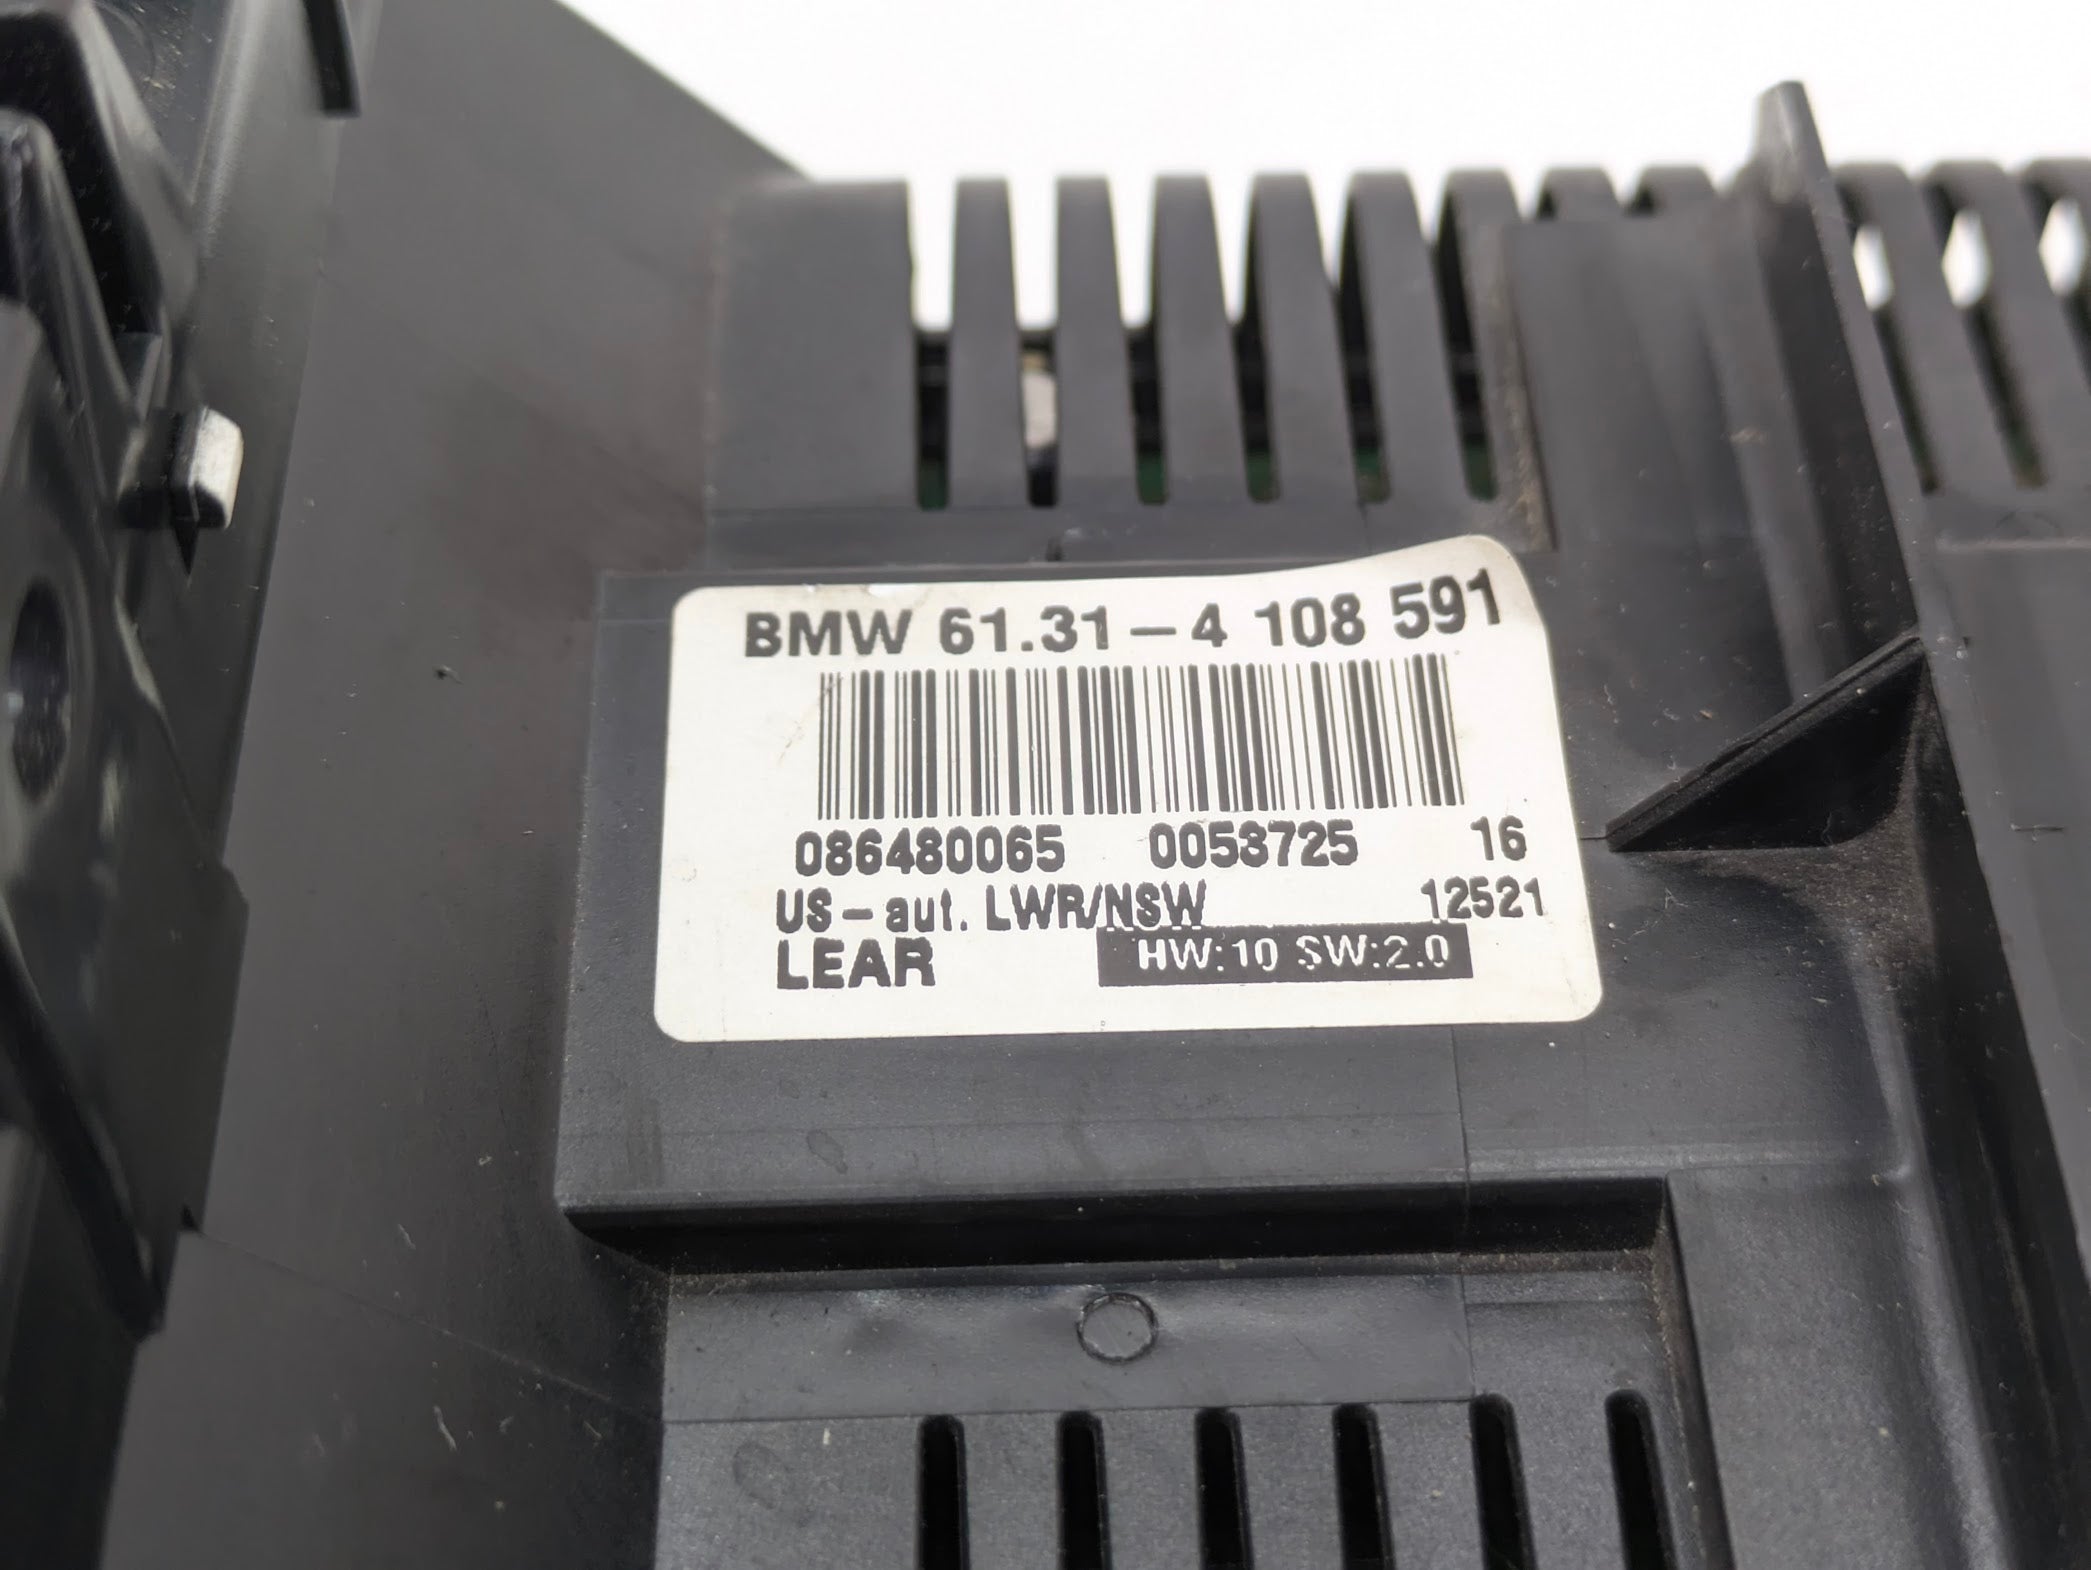 BMW 61.31-4 108 591
086480065 0053725 16
US-aut. LWR/NSW 12521
LEAR HW:10 SW:2.0